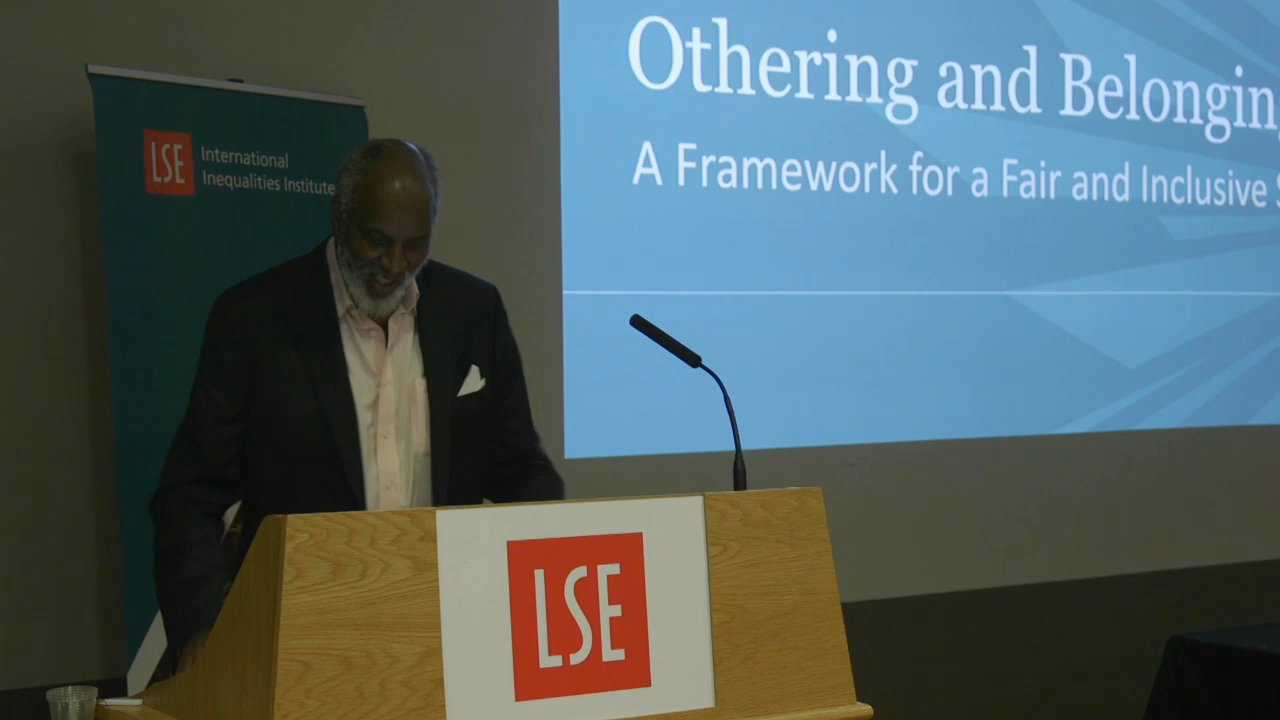 LSE
International
Inequalities Institute
Othering and Belongin
A Framework for a Fair and Inclusive
LSE